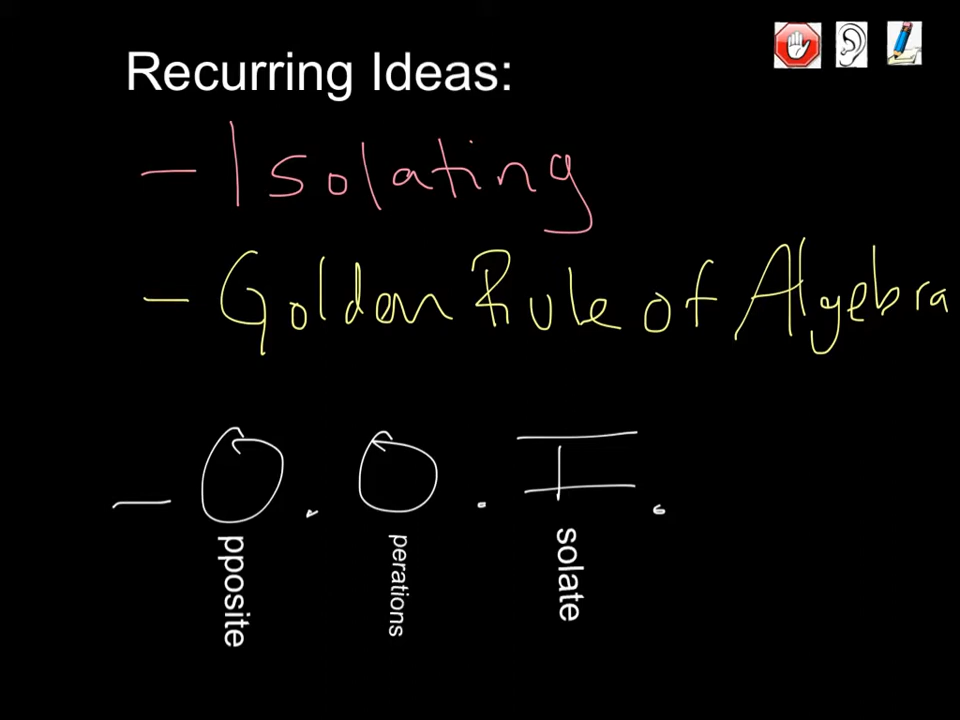 Recurring Ideas:
- Isolating
- Golden Rule of Algebra
- O. O. I.
pposite perations solate